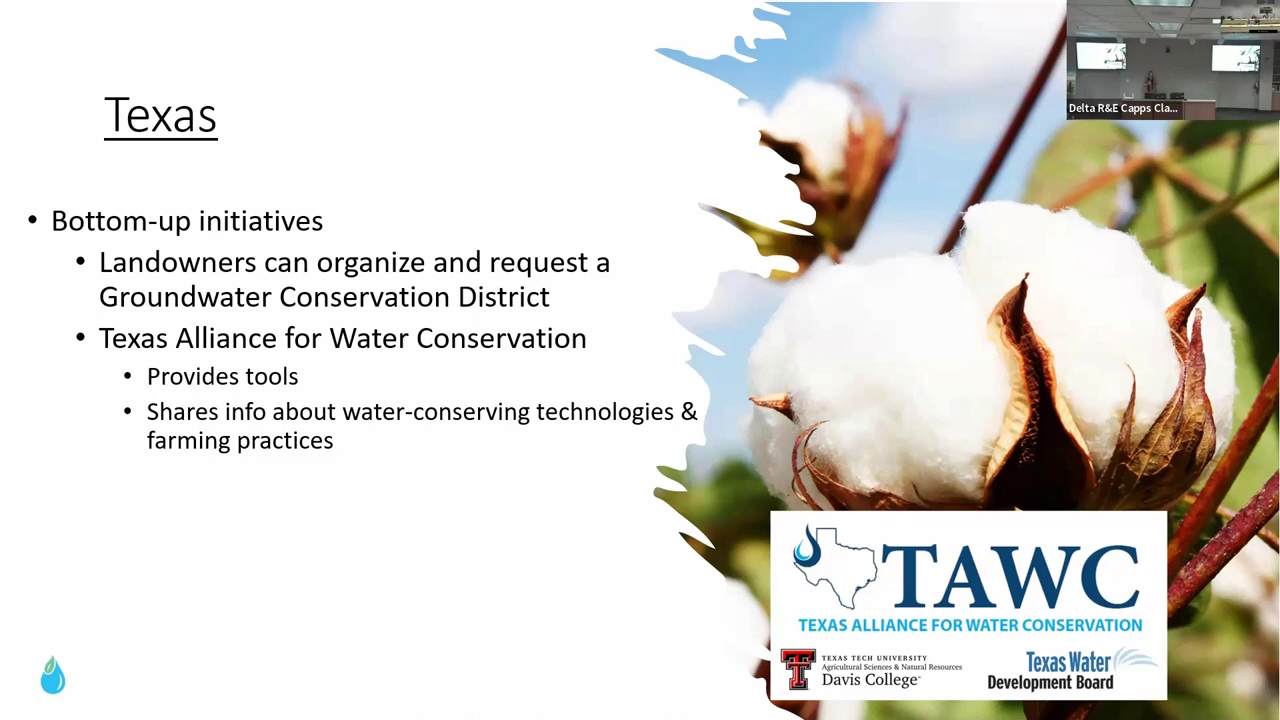 Texas
• Bottom-up initiatives
• Landowners can organize and request a
Groundwater Conservation District
• Texas Alliance for Water Conservation
• Provides tools
• Shares info about water-conserving technologies &
farming practices
Delta R&E Capps Cla...
TAWC
TEXAS ALLIANCE FOR WATER CONSERVATION
TEXAS TECH UNIVERSITY
Agricultural Sciences & Natural Resources
Davis College
Texas Water
Development Board